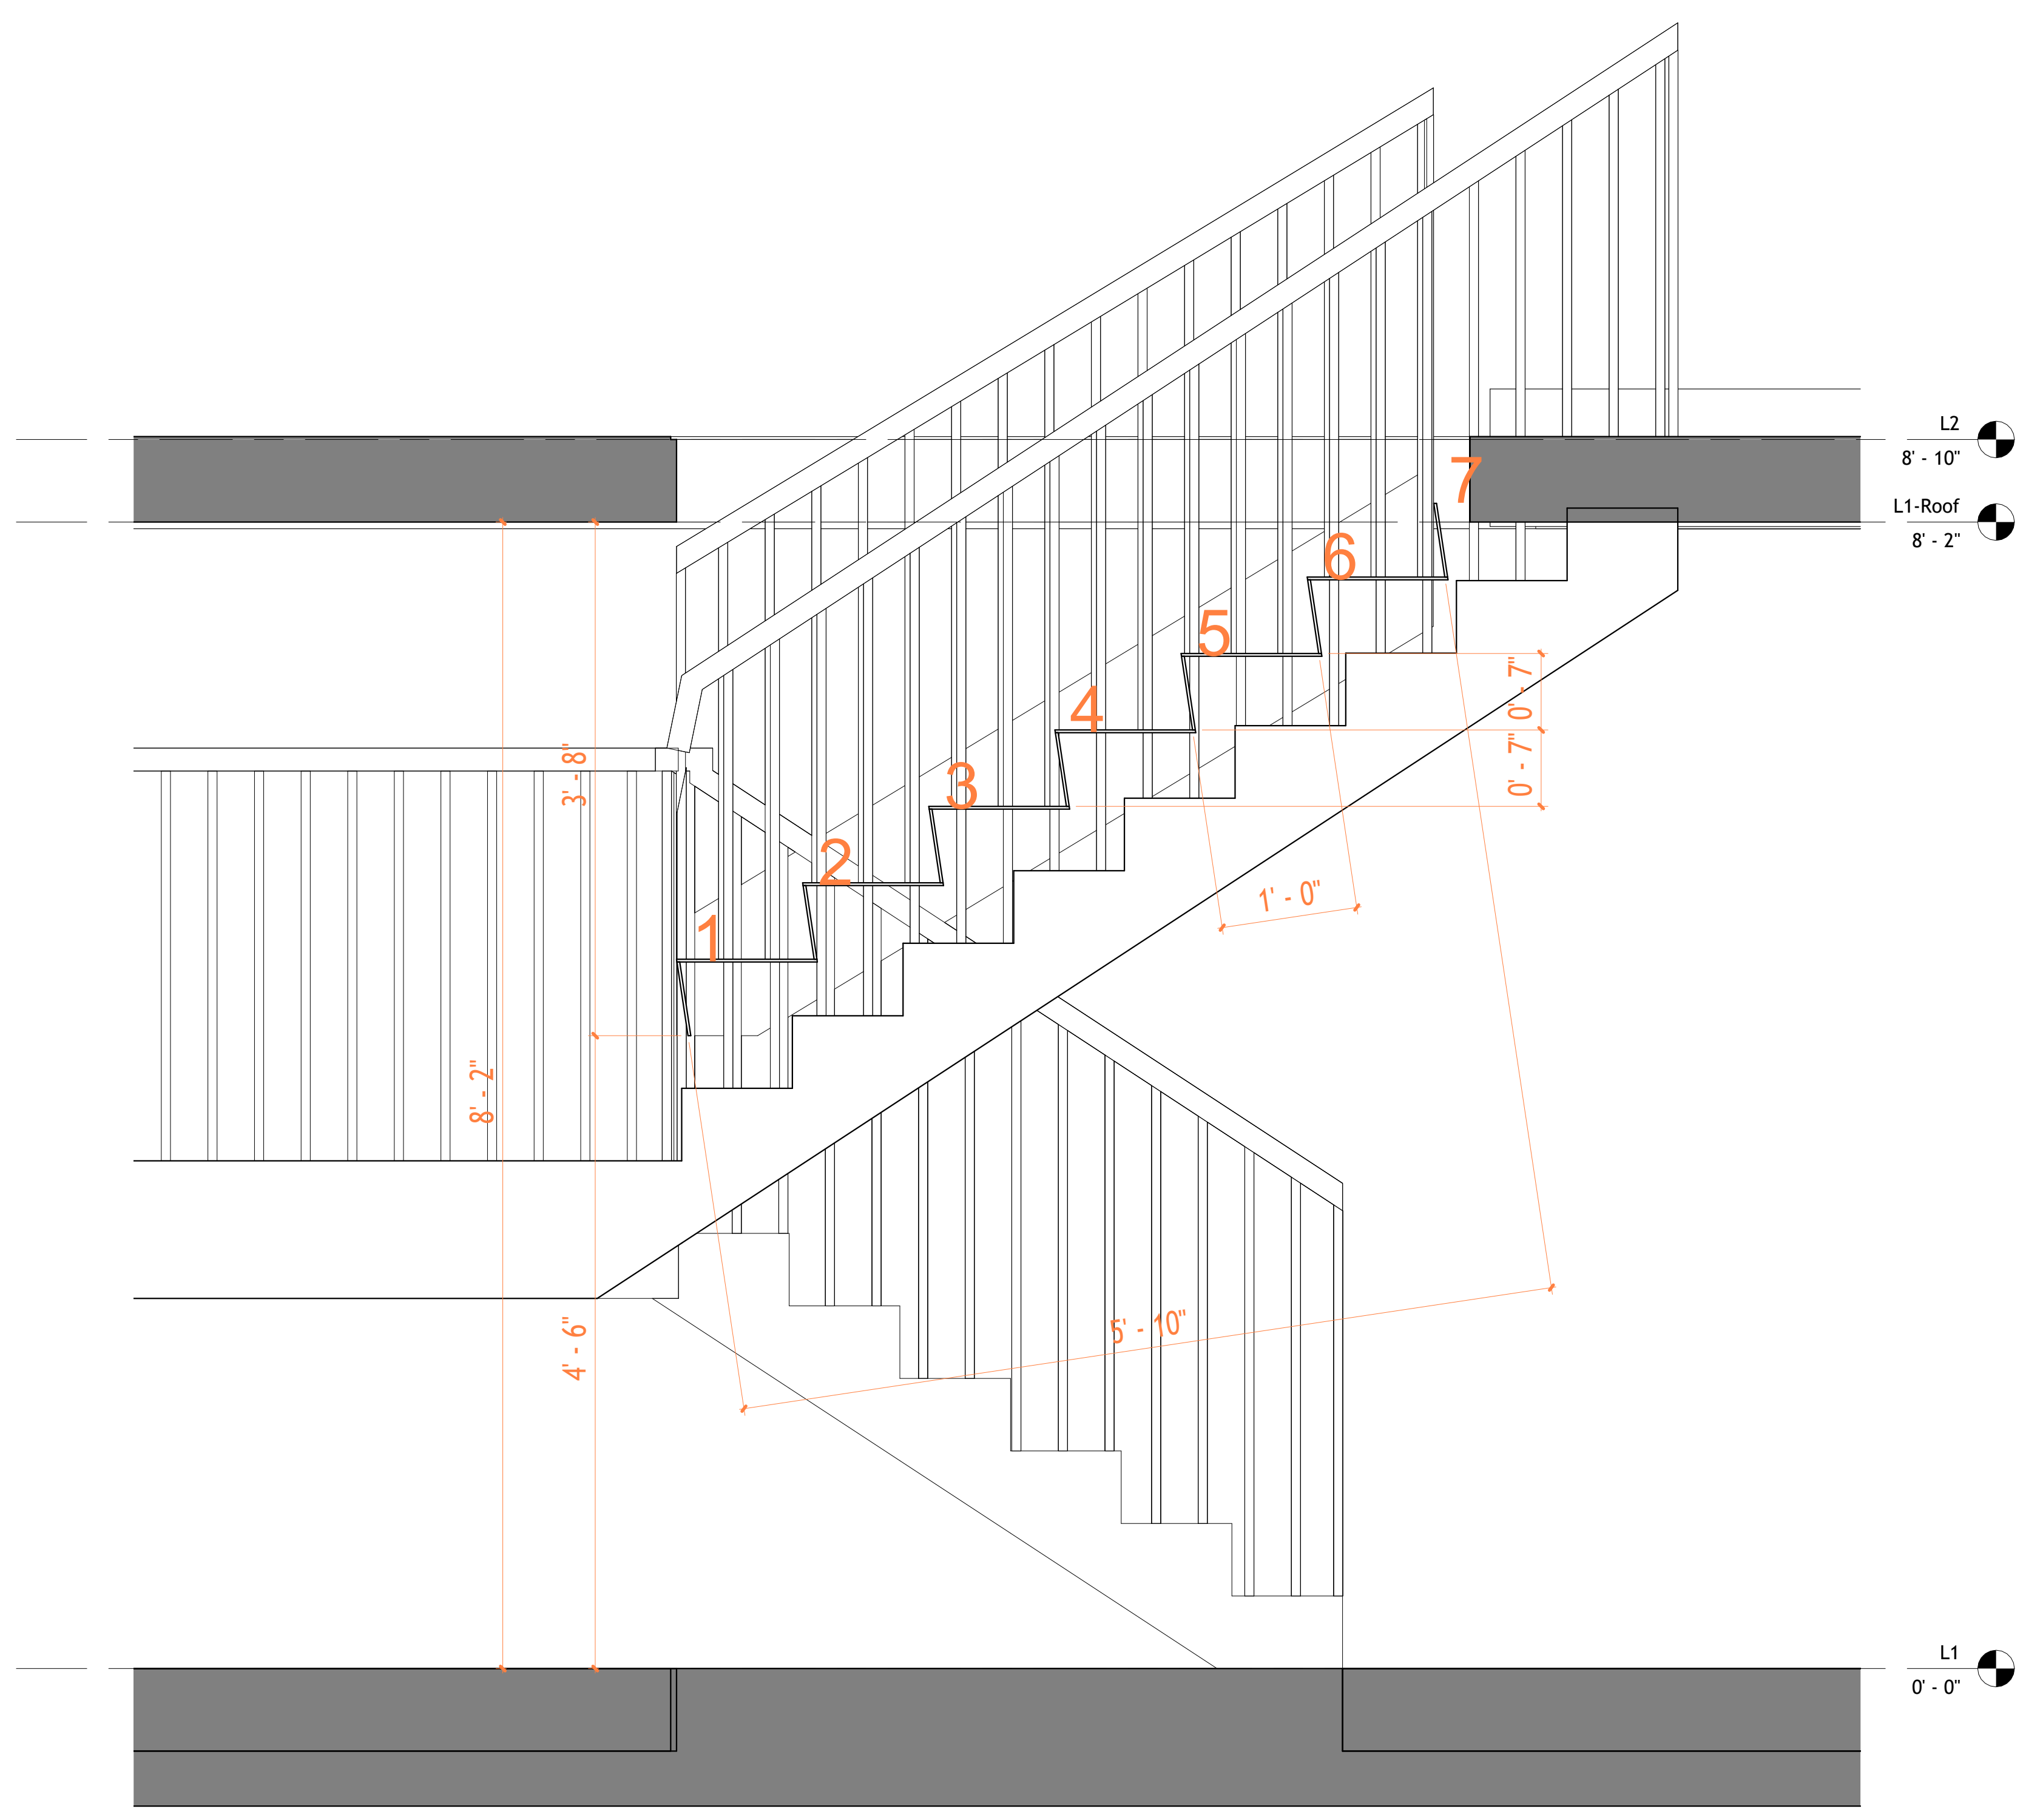 L2
8' - 10"
7
L1-Roof
8' - 2"
6
5
0' - 7"
4
3' - 8"
0' - 7"
3
2
1' - 0"
1
8' - 2"
5' - 10"
4' - 6"
L1
0' - 0"